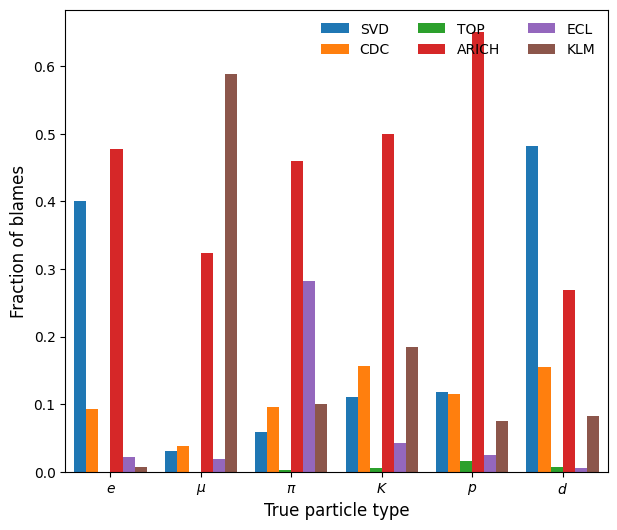 SVD TOP ECL
CDC ARICH KLM
Fraction of blames
0.6
0.5
0.4
0.3
0.2
0.1
0.0
e μ π K p d
True particle type